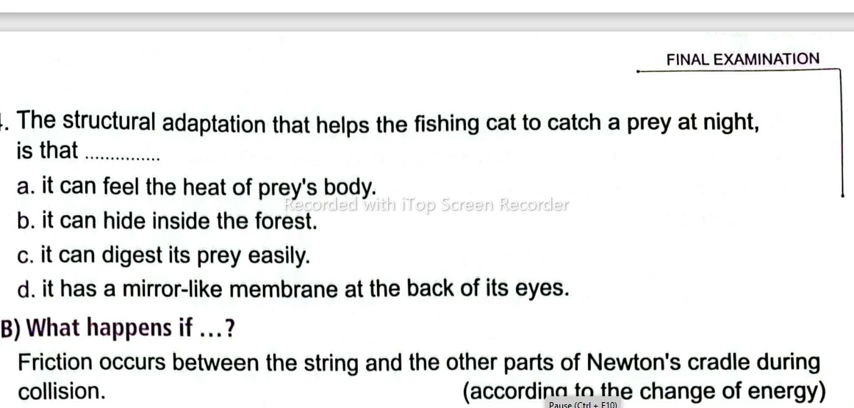 FINAL EXAMINATION
. The structural adaptation that helps the fishing cat to catch a prey at night,
is that ...............
a. it can feel the heat of prey's body.
Recorded with iTop Screen Recorder
b. it can hide inside the forest.
c. it can digest its prey easily.
d. it has a mirror-like membrane at the back of its eyes.
B) What happens if ...?
Friction occurs between the string and the other parts of Newton's cradle during
collision. (according to the change of energy)
Pause (Ctrl + F10)